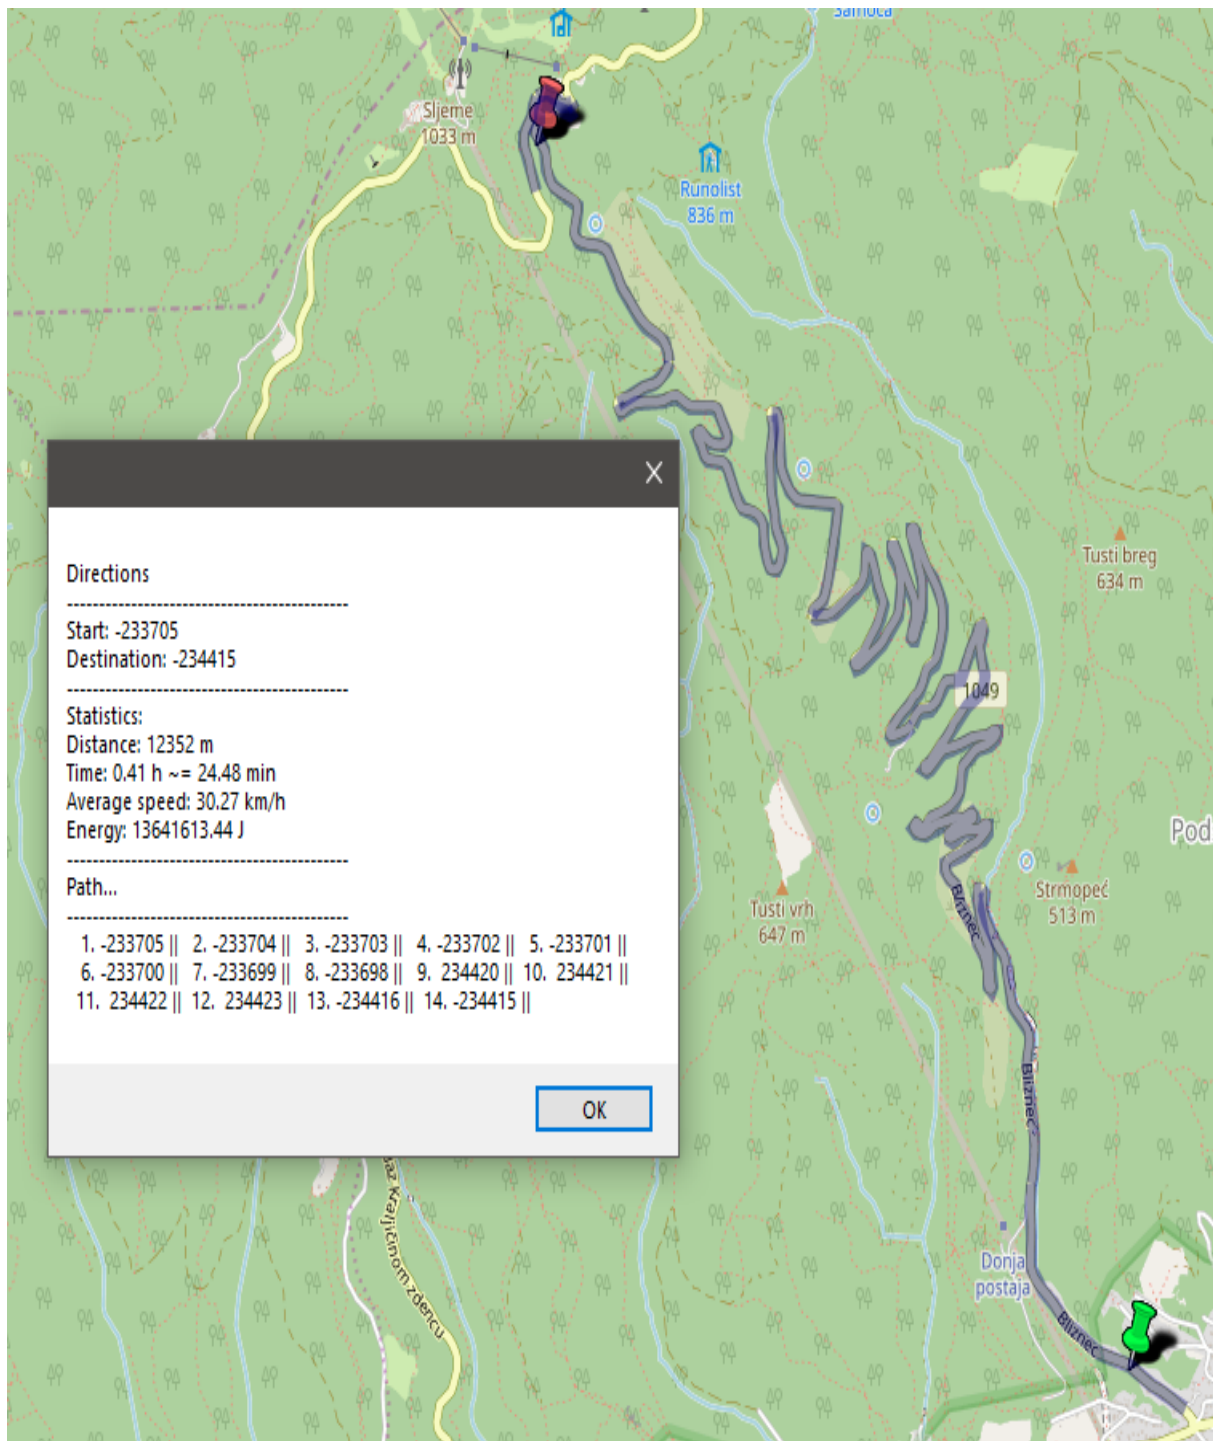 Samoca
Sljeme
1033 m
Runolist
836 m
Tusti breg
634 m
1049
X
Directions
--------------------------------------------
Start: -233705
Destination: -234415
--------------------------------------------
Statistics:
Distance: 12352 m
Time: 0.41 h ~= 24.48 min
Average speed: 30.27 km/h
Energy: 13641613.44 J
--------------------------------------------
Path...
--------------------------------------------
1. -233705 || 2. -233704 || 3. -233703 || 4. -233702 || 5. -233701 ||
6. -233700 || 7. -233699 || 8. -233698 || 9. 234420 || 10. 234421 ||
11. 234422 || 12. 234423 || 13. -234416 || 14. -234415 ||
OK
Pod
Strmopeć
513 m
Tusti vrh
647 m
Bliznec
Bliznec
Donja
postaja
Bliznec
Kraljičinom zdencu